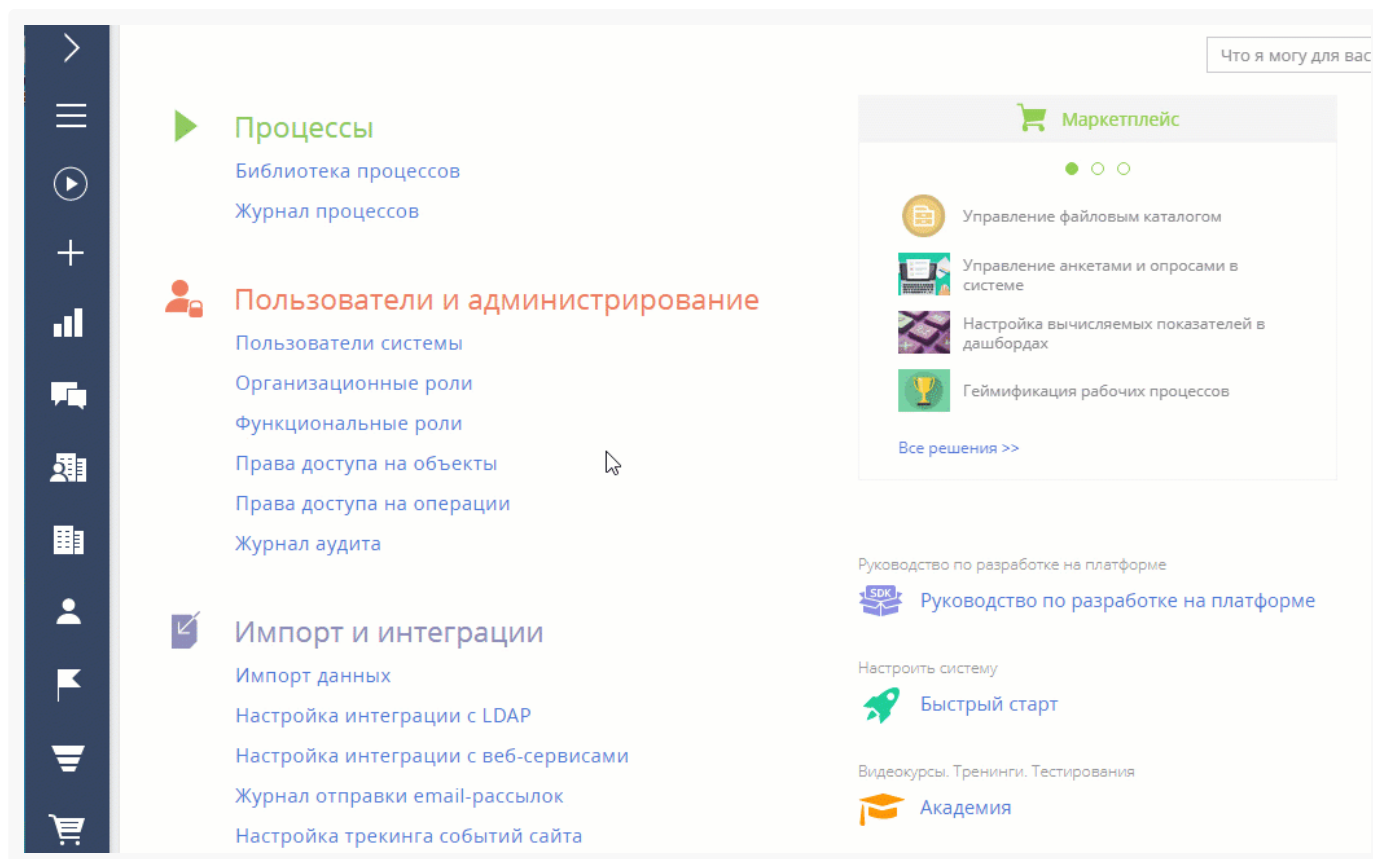 Что я могу для вас
Процессы
Библиотека процессов
Журнал процессов
Пользователи и администрирование
Пользователи системы
Организационные роли
Функциональные роли
Права доступа на объекты
Права доступа на операции
Журнал аудита
Импорт и интеграции
Импорт данных
Настройка интеграции с LDAP
Настройка интеграции с веб-сервисами
Журнал отправки email-рассылок
Настройка трекинга событий сайта
Маркетплейс
Управление файловым каталогом
Управление анкетами и опросами в
системе
Настройка вычисляемых показателей в
дашбордах
Геймификация рабочих процессов
Все решения >>
Руководство по разработке на платформе
SDK
Руководство по разработке на платформе
Настроить систему
Быстрый старт
Видеокурсы. Тренинги. Тестирования
Академия